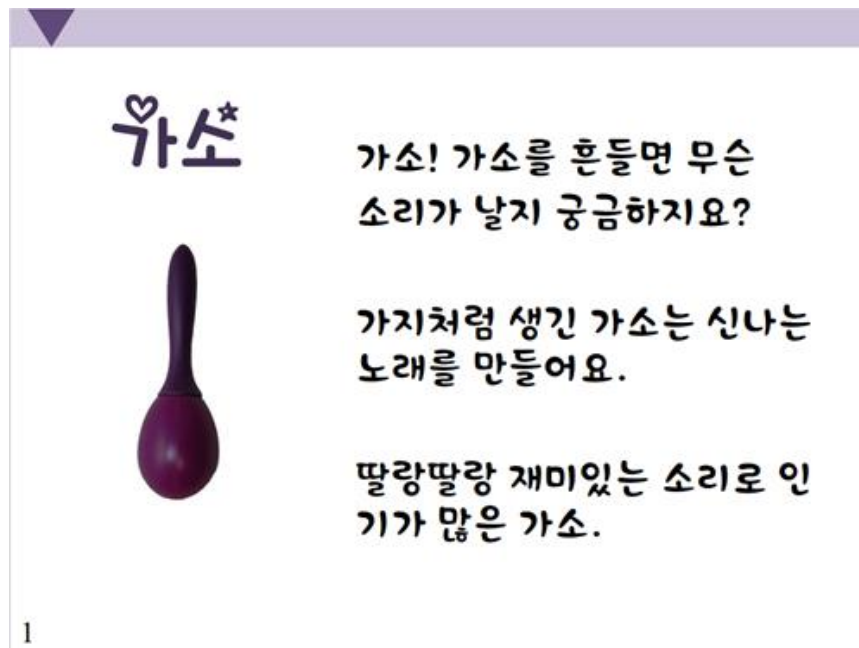 가소
가소! 가소를 흔들면 무슨
소리가 날지 궁금하지요?
가지처럼 생긴 가소는 신나는
노래를 만들어요.
딸랑딸랑 재미있는 소리로 인
기가 많은 가소.
1